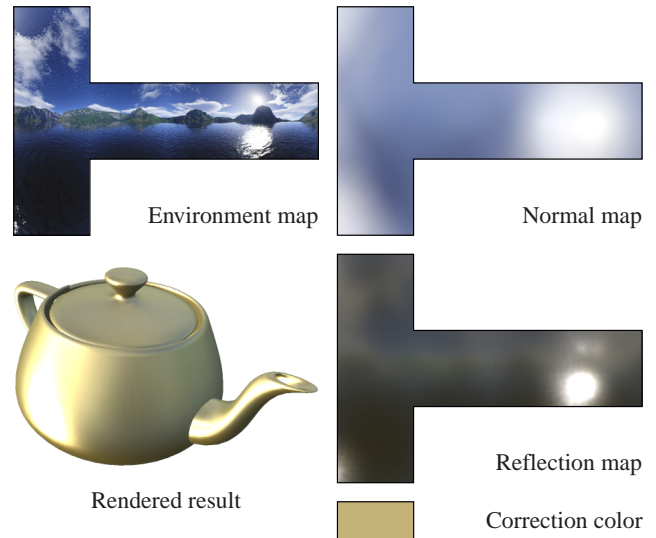 Environment map
Normal map
Reflection map
Rendered result
Correction color